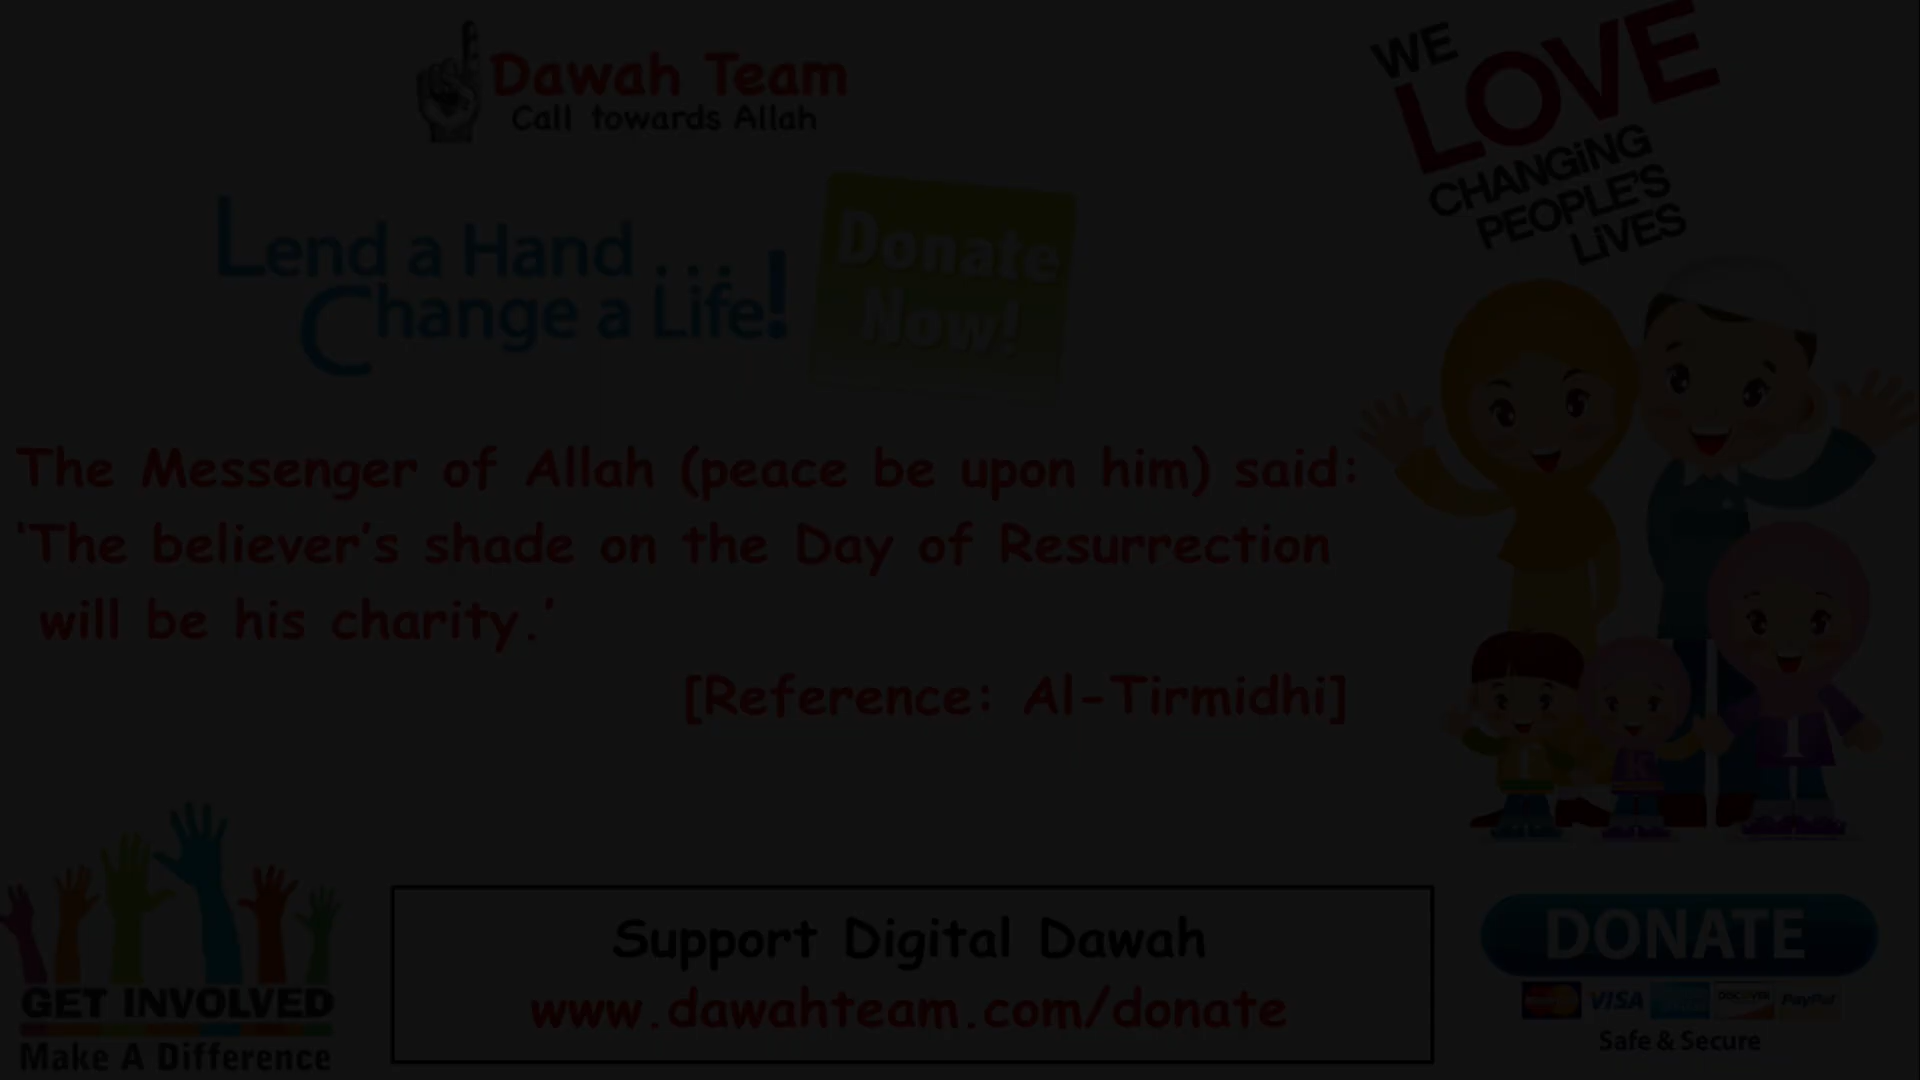 Dawah Team
Call towards Allah
WE
LOVE
CHANGiNG
PEOPLE'S
LiVES
Lend a Hand ...
Change a Life!
Donate
Now!
The Messenger of Allah (peace be upon him) said:
‘The believer’s shade on the Day of Resurrection
will be his charity.’
[Reference: Al-Tirmidhi]
GET INVOLVED
Make A Difference
Support Digital Dawah
www.dawahteam.com/donate
DONATE
VISA DISCOVER PayPal
Safe & Secure